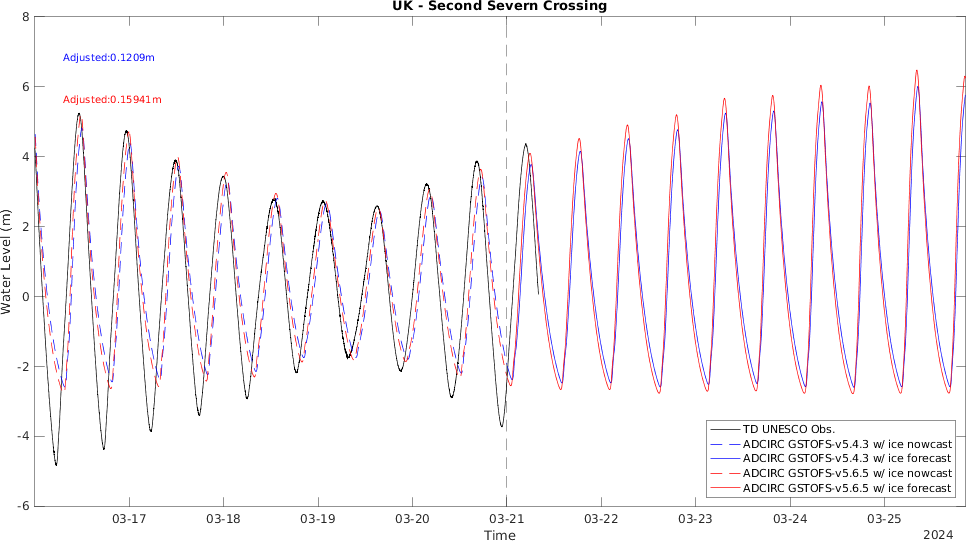 UK - Second Severn Crossing
Adjusted:0.1209m
Adjusted:0.15941m
8
6
4
2
0
-2
-4
-6
Water Level (m)
03-17 03-18 03-19 03-20 03-21 03-22 03-23 03-24 03-25
Time
2024
TD UNESCO Obs.
ADCIRC GSTOFS-v5.4.3 w/ ice nowcast
ADCIRC GSTOFS-v5.4.3 w/ ice forecast
ADCIRC GSTOFS-v5.6.5 w/ ice nowcast
ADCIRC GSTOFS-v5.6.5 w/ ice forecast